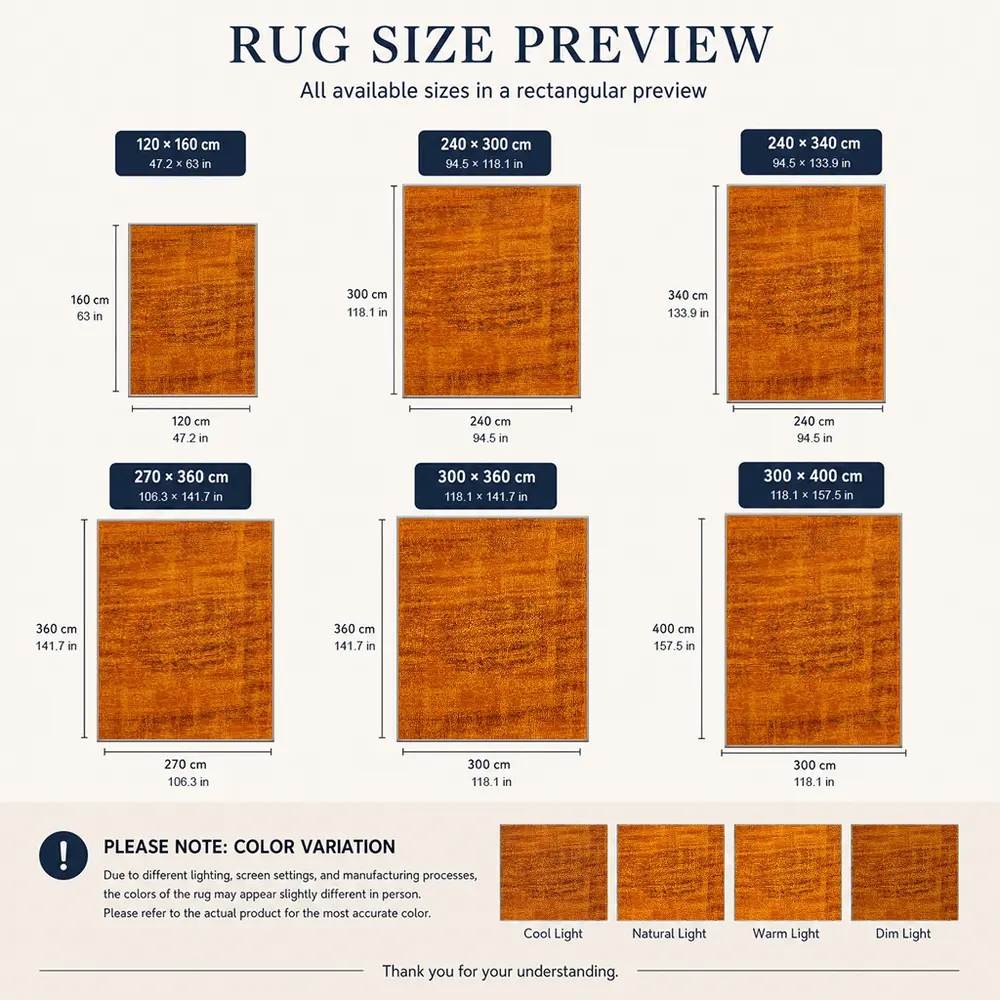 RUG SIZE PREVIEW
All available sizes in a rectangular preview
120 × 160 cm
47.2 × 63 in
240 × 300 cm
94.5 × 118.1 in
240 × 340 cm
94.5 × 133.9 in
160 cm
63 in
300 cm
118.1 in
340 cm
133.9 in
120 cm
47.2 in
240 cm
94.5 in
240 cm
94.5 in
270 × 360 cm
106.3 × 141.7 in
300 × 360 cm
118.1 × 141.7 in
300 × 400 cm
118.1 × 157.5 in
360 cm
141.7 in
360 cm
141.7 in
400 cm
157.5 in
270 cm
106.3 in
300 cm
118.1 in
300 cm
118.1 in
!
PLEASE NOTE: COLOR VARIATION
Due to different lighting, screen settings, and manufacturing processes,
the colors of the rug may appear slightly different in person.
Please refer to the actual product for the most accurate color.
Cool Light
Natural Light
Warm Light
Dim Light
Thank you for your understanding.